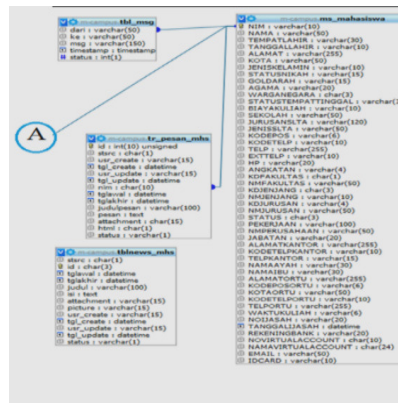 m-campus tbl_msg
dari : varchar(50)
ke : varchar(50)
msg : varchar(150)
timestamp : timestamp
status : int(1)
A
m-campus tr_pesan_mhs
id : int(10) unsigned
stsrc : char(1)
usr_create : varchar(15)
tgl_create : datetime
usr_update : varchar(15)
tgl_update : datetime
nim : char(10)
tglawal : datetime
tglakhir : datetime
judulpesan : varchar(100)
pesan : text
attachment : char(15)
html : char(1)
status : varchar(1)
m-campus tblnews_mhs
stsrc : char(1)
id : char(3)
tglawal : datetime
tglakhir : datetime
judul : varchar(100)
isi : text
attachment : varchar(15)
picture : varchar(15)
usr_create : varchar(15)
tgl_create : datetime
usr_update : varchar(15)
tgl_update : datetime
status : varchar(1)
m-campus ms_mahasiswa
NIM : varchar(10)
NAMA : varchar(50)
TEMPATLAHIR : varchar(30)
TANGGALLAHIR : varchar(10)
ALAMAT : varchar(255)
KOTA : varchar(50)
JENISKELAMIN : varchar(10)
STATUSNIKAH : varchar(15)
GOLDARAH : varchar(15)
AGAMA : varchar(20)
WARGANEGARA : char(3)
STATUSTEMPATTINGGAL : varchar(
BIAYAKULIAH : varchar(10)
SEKOLAH : varchar(50)
JURUSANSLTA : varchar(120)
JENISSLTA : varchar(50)
KODEPOS : varchar(6)
KODETELP : varchar(10)
TELP : varchar(255)
EXTTELP : varchar(10)
HP : varchar(20)
ANGKATAN : varchar(4)
KDFAKULTAS : char(1)
NMFAKULTAS : varchar(50)
KDJENJANG : char(3)
NMJENJANG : varchar(10)
KDJURUSAN : varchar(4)
NMJURUSAN : varchar(50)
STATUS : char(3)
PEKERJAAN : varchar(100)
NMPERUSAHAAN : varchar(50)
JABATAN : varchar(20)
ALAMATKANTOR : varchar(255)
KODETELPKANTOR : varchar(10)
TELPKANTOR : varchar(15)
NAMAAYAH : varchar(30)
NAMAIBU : varchar(30)
ALAMATORTU : varchar(255)
KODEPOSORTU : varchar(6)
KOTAORTU : varchar(50)
KODETELPORTU : varchar(10)
TELPORTU : varchar(255)
WAKTUKULIAH : varchar(6)
NOIJASAH : varchar(20)
TANGGALIJASAH : datetime
REKENINGBANK : varchar(20)
NOVIRTUALACCOUNT : char(10)
NAMAVIRTUALACCOUNT : char(24)
EMAIL : varchar(50)
IDCARD : varchar(10)